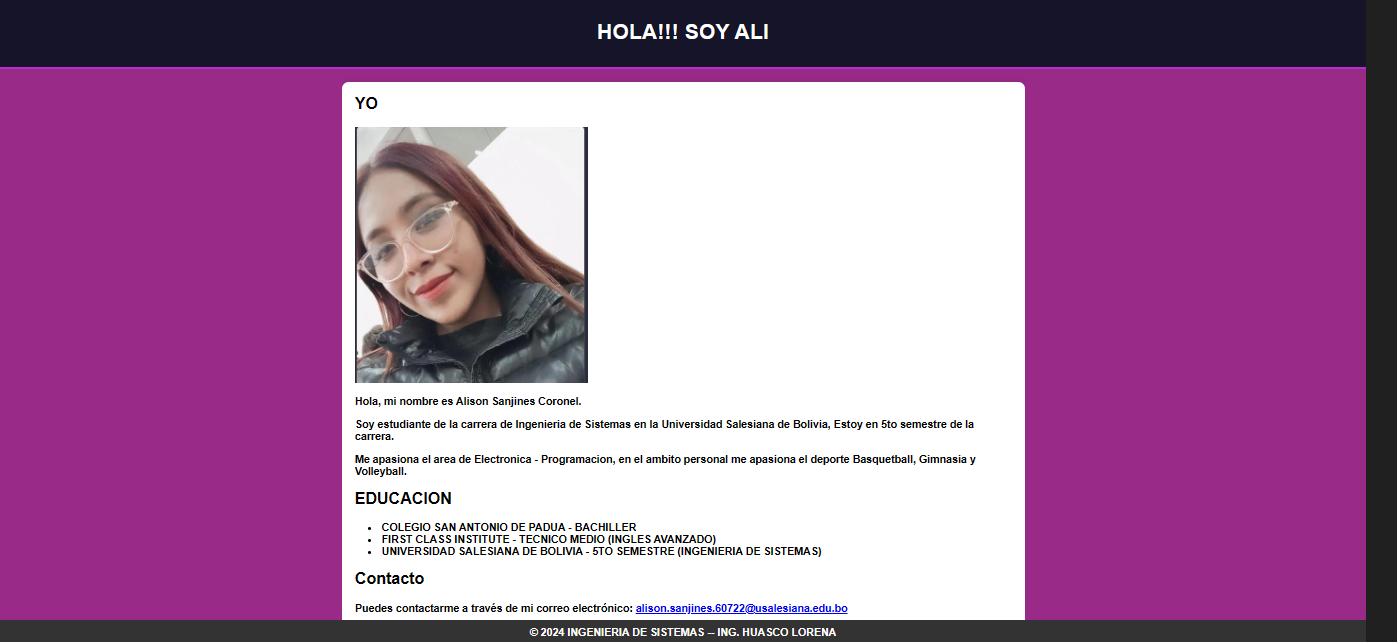 HOLA!!! SOY ALI
YO
Hola, mi nombre es Alison Sanjines Coronel.
Soy estudiante de la carrera de Ingenieria de Sistemas en la Universidad Salesiana de Bolivia, Estoy en 5to semestre de la
carrera.
Me apasiona el area de Electronica - Programacion, en el ambito personal me apasiona el deporte Basquetball, Gimnasia y
Volleyball.
EDUCACION
• COLEGIO SAN ANTONIO DE PADUA - BACHILLER
• FIRST CLASS INSTITUTE - TECNICO MEDIO (INGLES AVANZADO)
• UNIVERSIDAD SALESIANA DE BOLIVIA - 5TO SEMESTRE (INGENIERIA DE SISTEMAS)
Contacto
Puedes contactarme a través de mi correo electrónico: alison.sanjines.60722@usalesiana.edu.bo
© 2024 INGENIERIA DE SISTEMAS -- ING. HUASCO LORENA